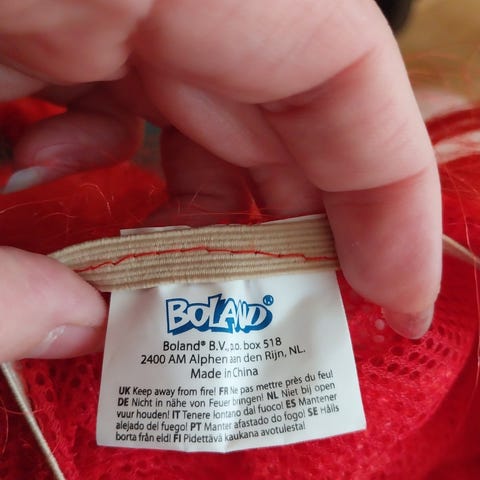 BOLAND®
Boland® B.V., p.o. box 518
2400 AM Alphen aan den Rijn, NL.
Made in China
UK Keep away from fire! FR Ne pas mettre près du feu!
DE Nicht in nähe von Feuer bringen! NL Niet bij open
vuur houden! IT Tenere lontano dal fuoco! ES Mantener
alejado del fuego! PT Manter afastado do fogo! SE Hålls
borta från eld! FI Pidettävä kaukana avotulesta!